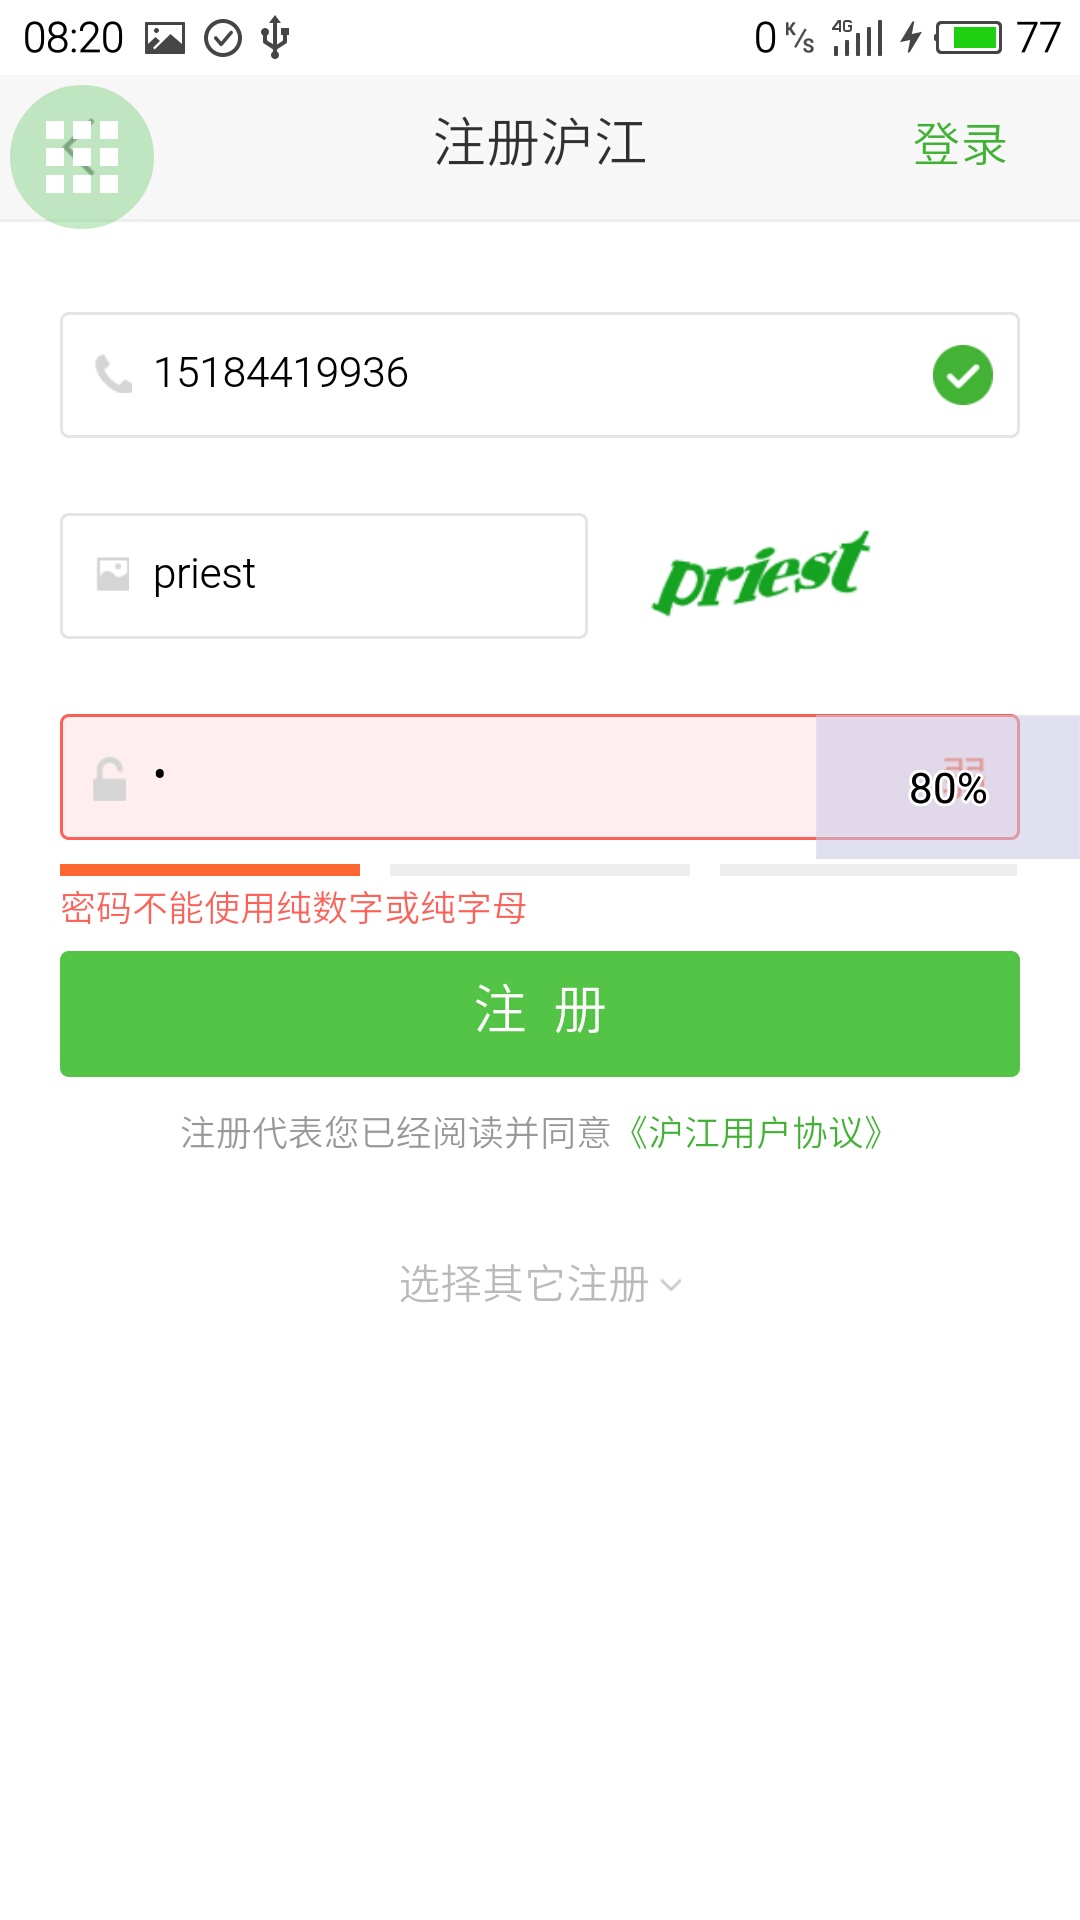 08:20 0 K/s 4G 77
注册沪江 登录
15184419936
priest priest
• 弱 80%
密码不能使用纯数字或纯字母
注 册
注册代表您已经阅读并同意《沪江用户协议》
选择其它注册